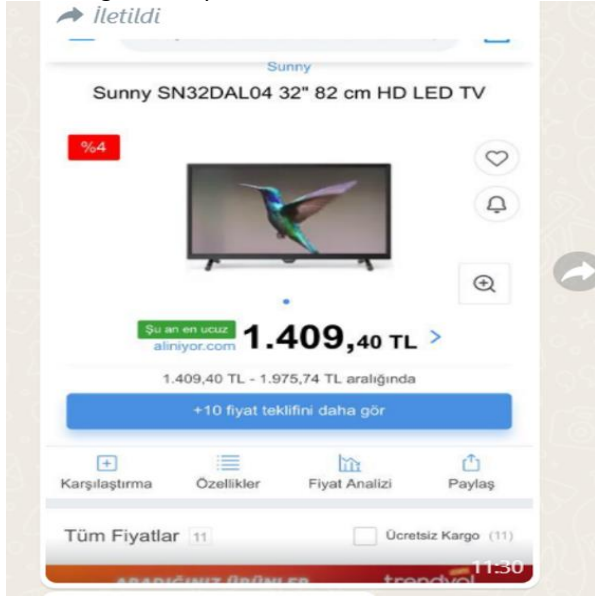 İletildi
Sunny
Sunny SN32DAL04 32" 82 cm HD LED TV
%4
Şu an en ucuz
aliniyor.com
1.409,40 TL
1.409,40 TL - 1.975,74 TL aralığında
+10 fiyat teklifini daha gör
Karşılaştırma Özellikler Fiyat Analizi Paylaş
Tüm Fiyatlar 11 Ücretsiz Kargo (11)
11:30
ARADIĞINIZ ÜRÜNLER trendyol